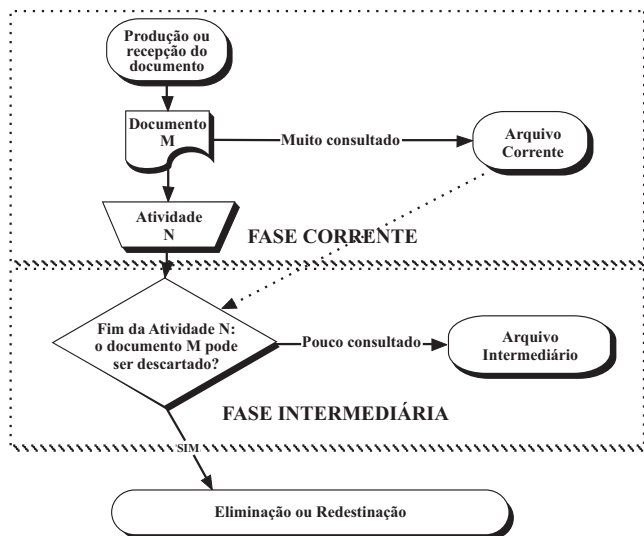 Produção ou
recepção do
documento
Documento
M
Muito consultado
Arquivo
Corrente
Atividade
N
FASE CORRENTE
Fim da Atividade N:
o documento M pode
ser descartado?
Pouco consultado
Arquivo
Intermediário
FASE INTERMEDIÁRIA
SIM
Eliminação ou Redestinação